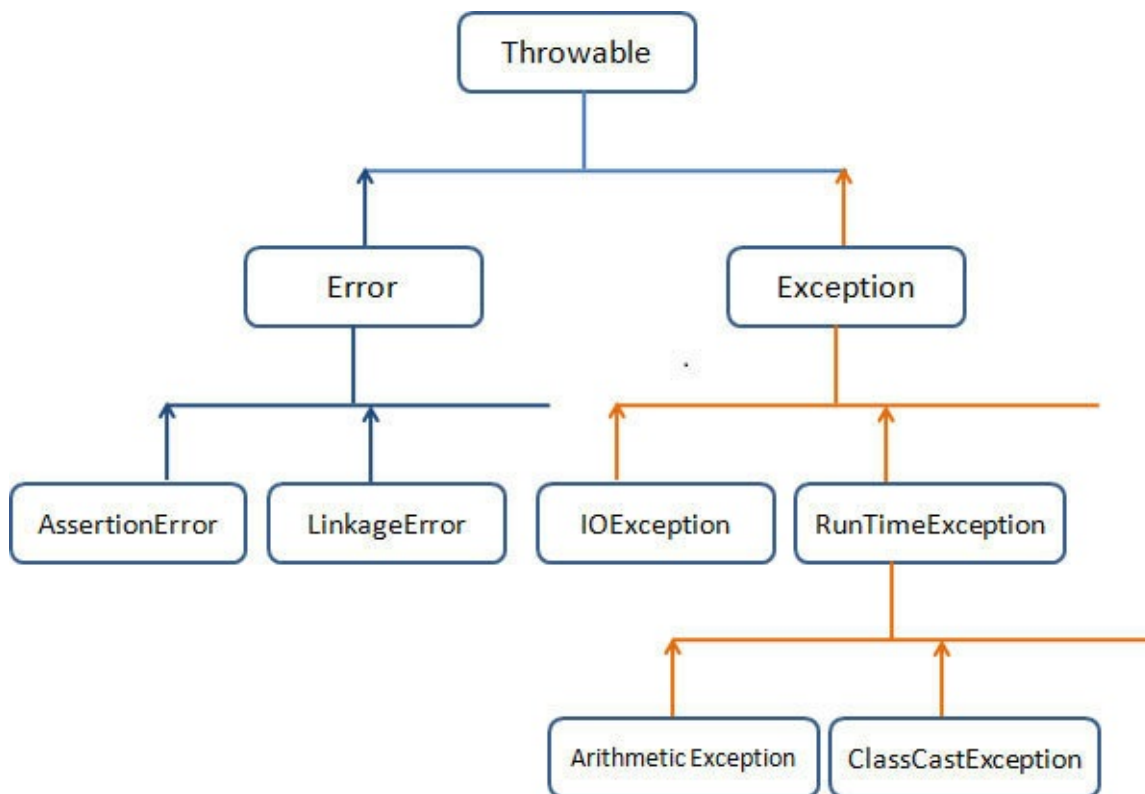 Throwable
Error
Exception
AssertionError
LinkageError
IOException
RunTimeException
Arithmetic Exception
ClassCastException